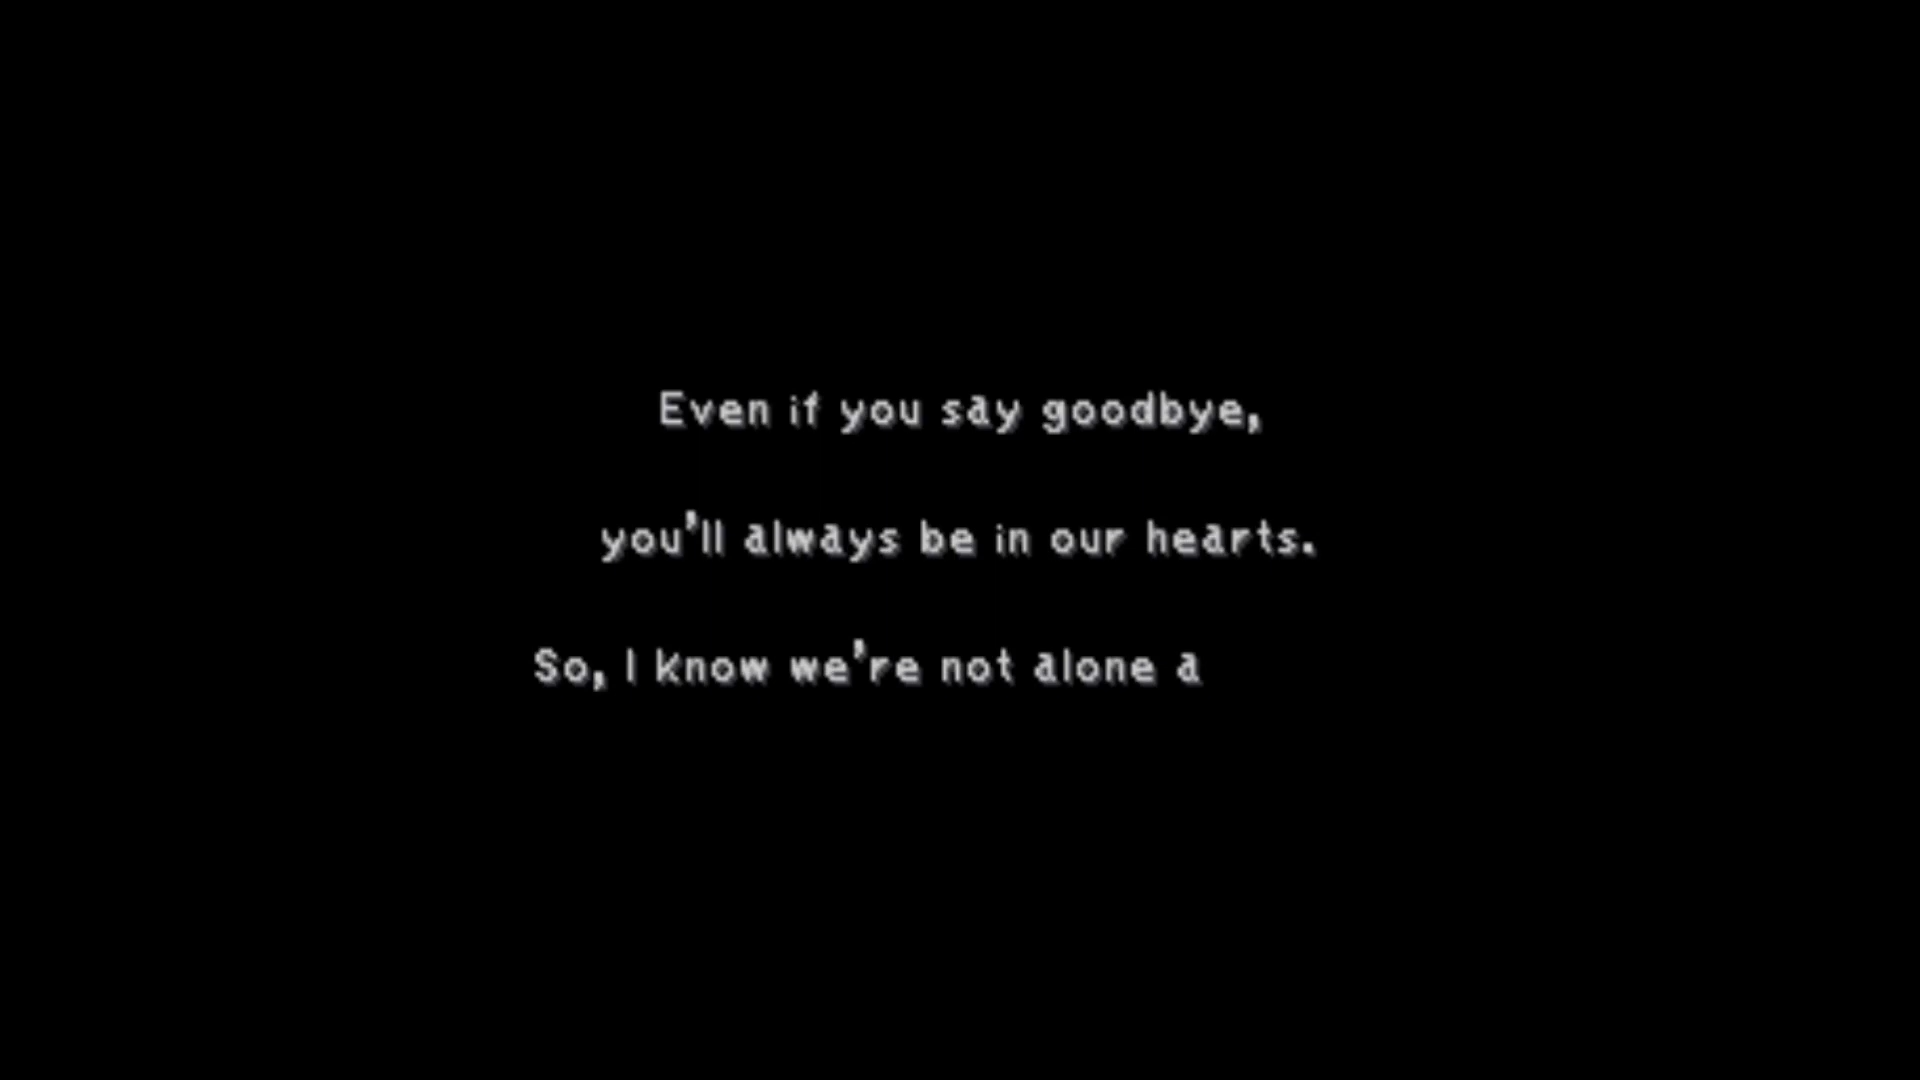 Even if you say goodbye,
you'll always be in our hearts.
So, I know we're not alone a